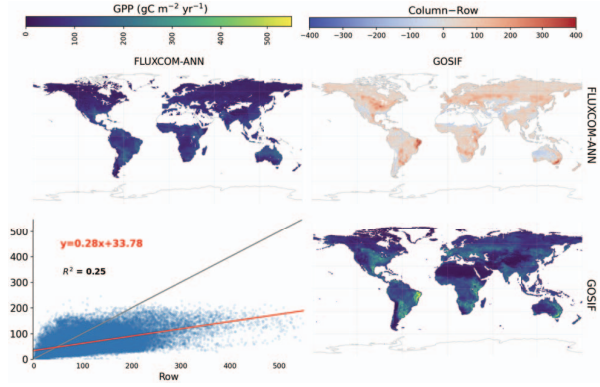 GPP (gC m⁻² yr⁻¹)
0 100 200 300 400 500
Column−Row
−400 −300 −200 −100 0 100 200 300 400
FLUXCOM-ANN
GOSIF
FLUXCOM-ANN
500
400
300
200
100
0
y=0.28x+33.78
R² = 0.25
0 100 200 300 400 500
Row
GOSIF